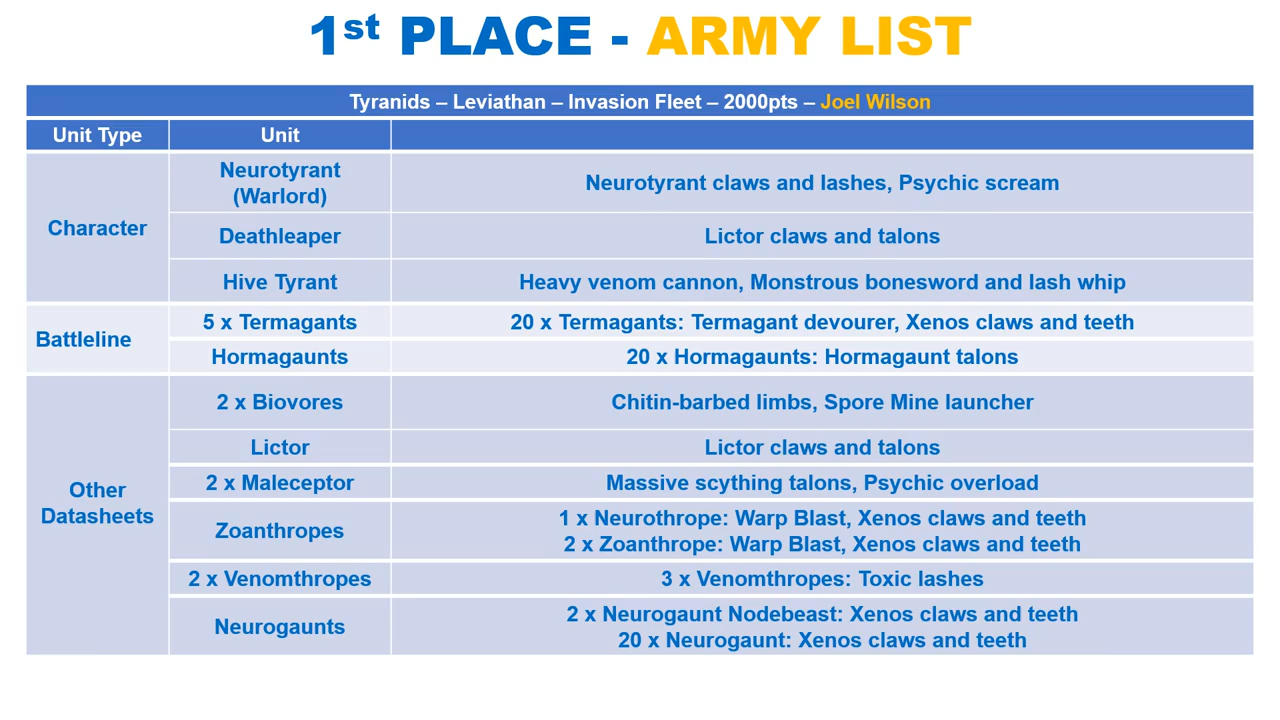 1st PLACE - ARMY LIST
Tyranids – Leviathan – Invasion Fleet – 2000pts – Joel Wilson
Unit Type Unit
Character
Neurotyrant
(Warlord)
Neurotyrant claws and lashes, Psychic scream
Deathleaper
Lictor claws and talons
Hive Tyrant
Heavy venom cannon, Monstrous bonesword and lash whip
Battleline
5 x Termagants
20 x Termagants: Termagant devourer, Xenos claws and teeth
Hormagaunts
20 x Hormagaunts: Hormagaunt talons
Other
Datasheets
2 x Biovores
Chitin-barbed limbs, Spore Mine launcher
Lictor
Lictor claws and talons
2 x Maleceptor
Massive scything talons, Psychic overload
Zoanthropes
1 x Neurothrope: Warp Blast, Xenos claws and teeth
2 x Zoanthrope: Warp Blast, Xenos claws and teeth
2 x Venomthropes
3 x Venomthropes: Toxic lashes
Neurogaunts
2 x Neurogaunt Nodebeast: Xenos claws and teeth
20 x Neurogaunt: Xenos claws and teeth